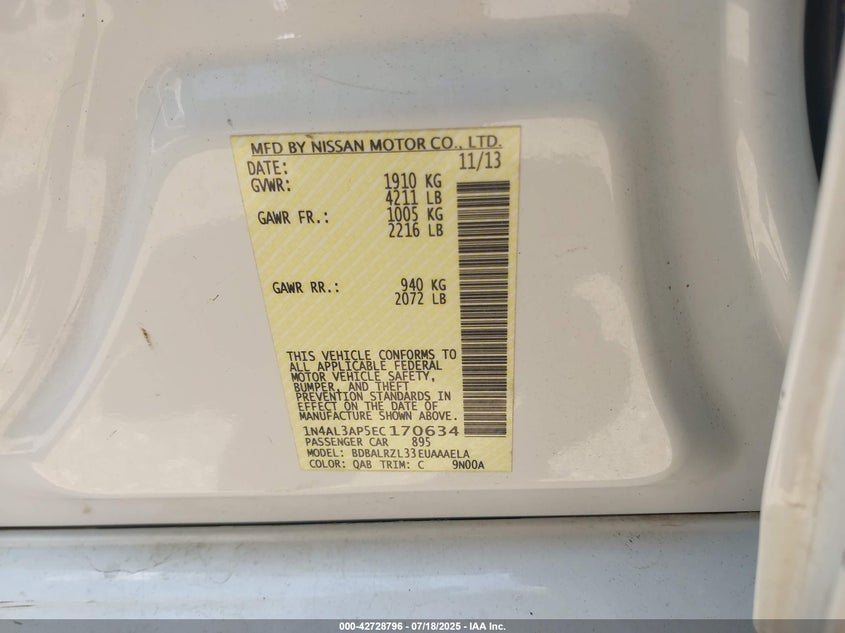 MFD BY NISSAN MOTOR CO., LTD.
DATE: 11/13
GVWR: 1910 KG
4211 LB
GAWR FR.: 1005 KG
2216 LB
GAWR RR.: 940 KG
2072 LB
THIS VEHICLE CONFORMS TO
ALL APPLICABLE FEDERAL
MOTOR VEHICLE SAFETY,
BUMPER, AND THEFT
PREVENTION STANDARDS IN
EFFECT ON THE DATE OF
MANUFACTURE SHOWN ABOVE.
1N4AL3AP5EC170634
PASSENGER CAR 895
MODEL: BDBALRZL33EUAAAELA
COLOR: QAB TRIM: C 9N00A
000-42728796 - 07/18/2025 - IAA Inc.